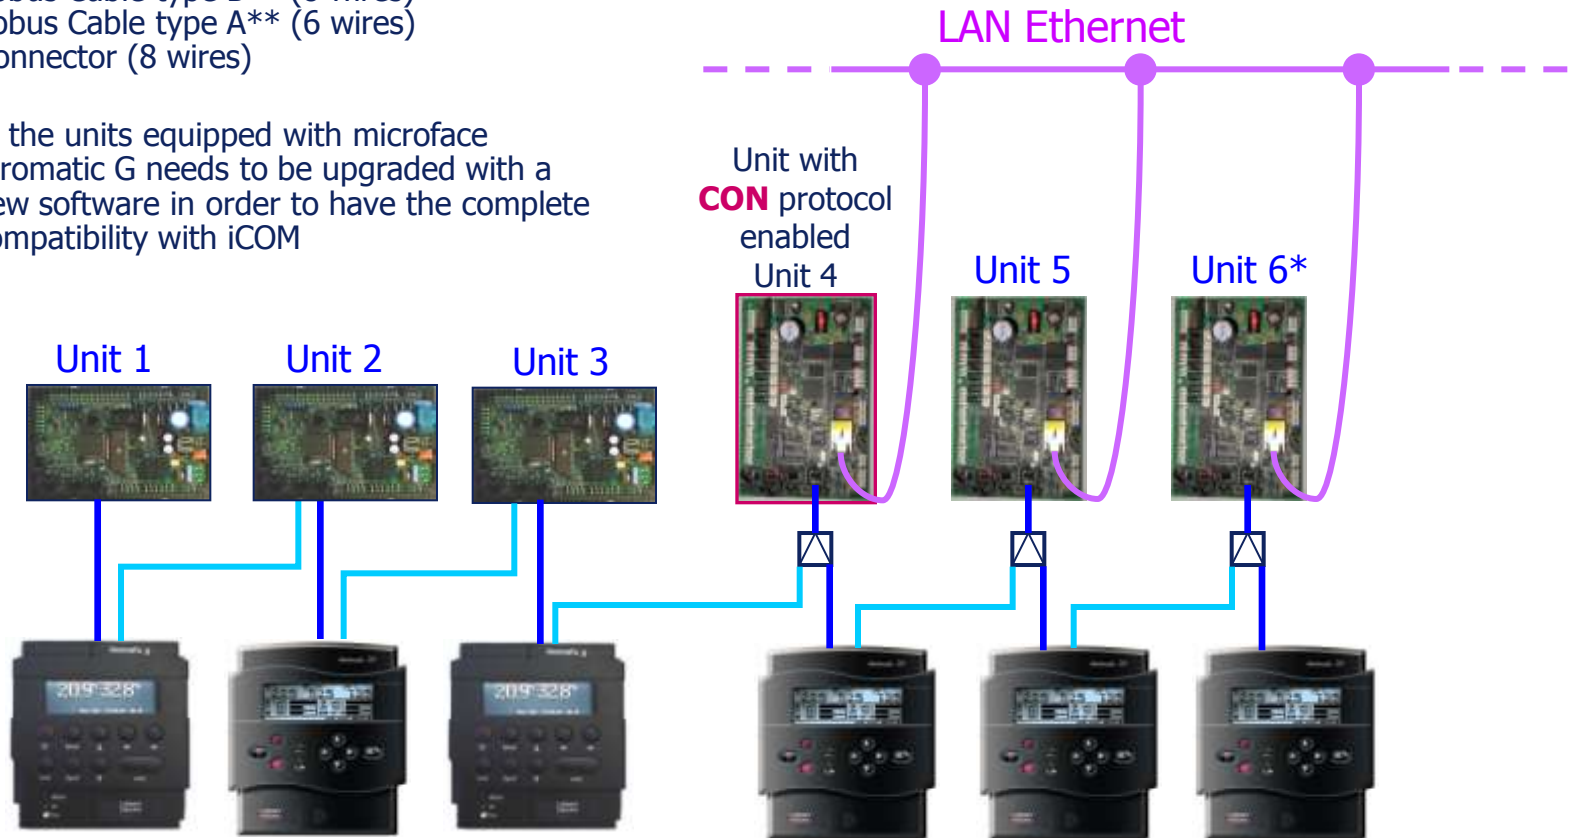 obus Cable type A** (6 wires)
onnector (8 wires)
the units equipped with microface
romatic G needs to be upgraded with a
ew software in order to have the complete
ompatibility with iCOM
LAN Ethernet
Unit with
CON protocol
enabled
Unit 4
Unit 5
Unit 6*
Unit 1
Unit 2
Unit 3